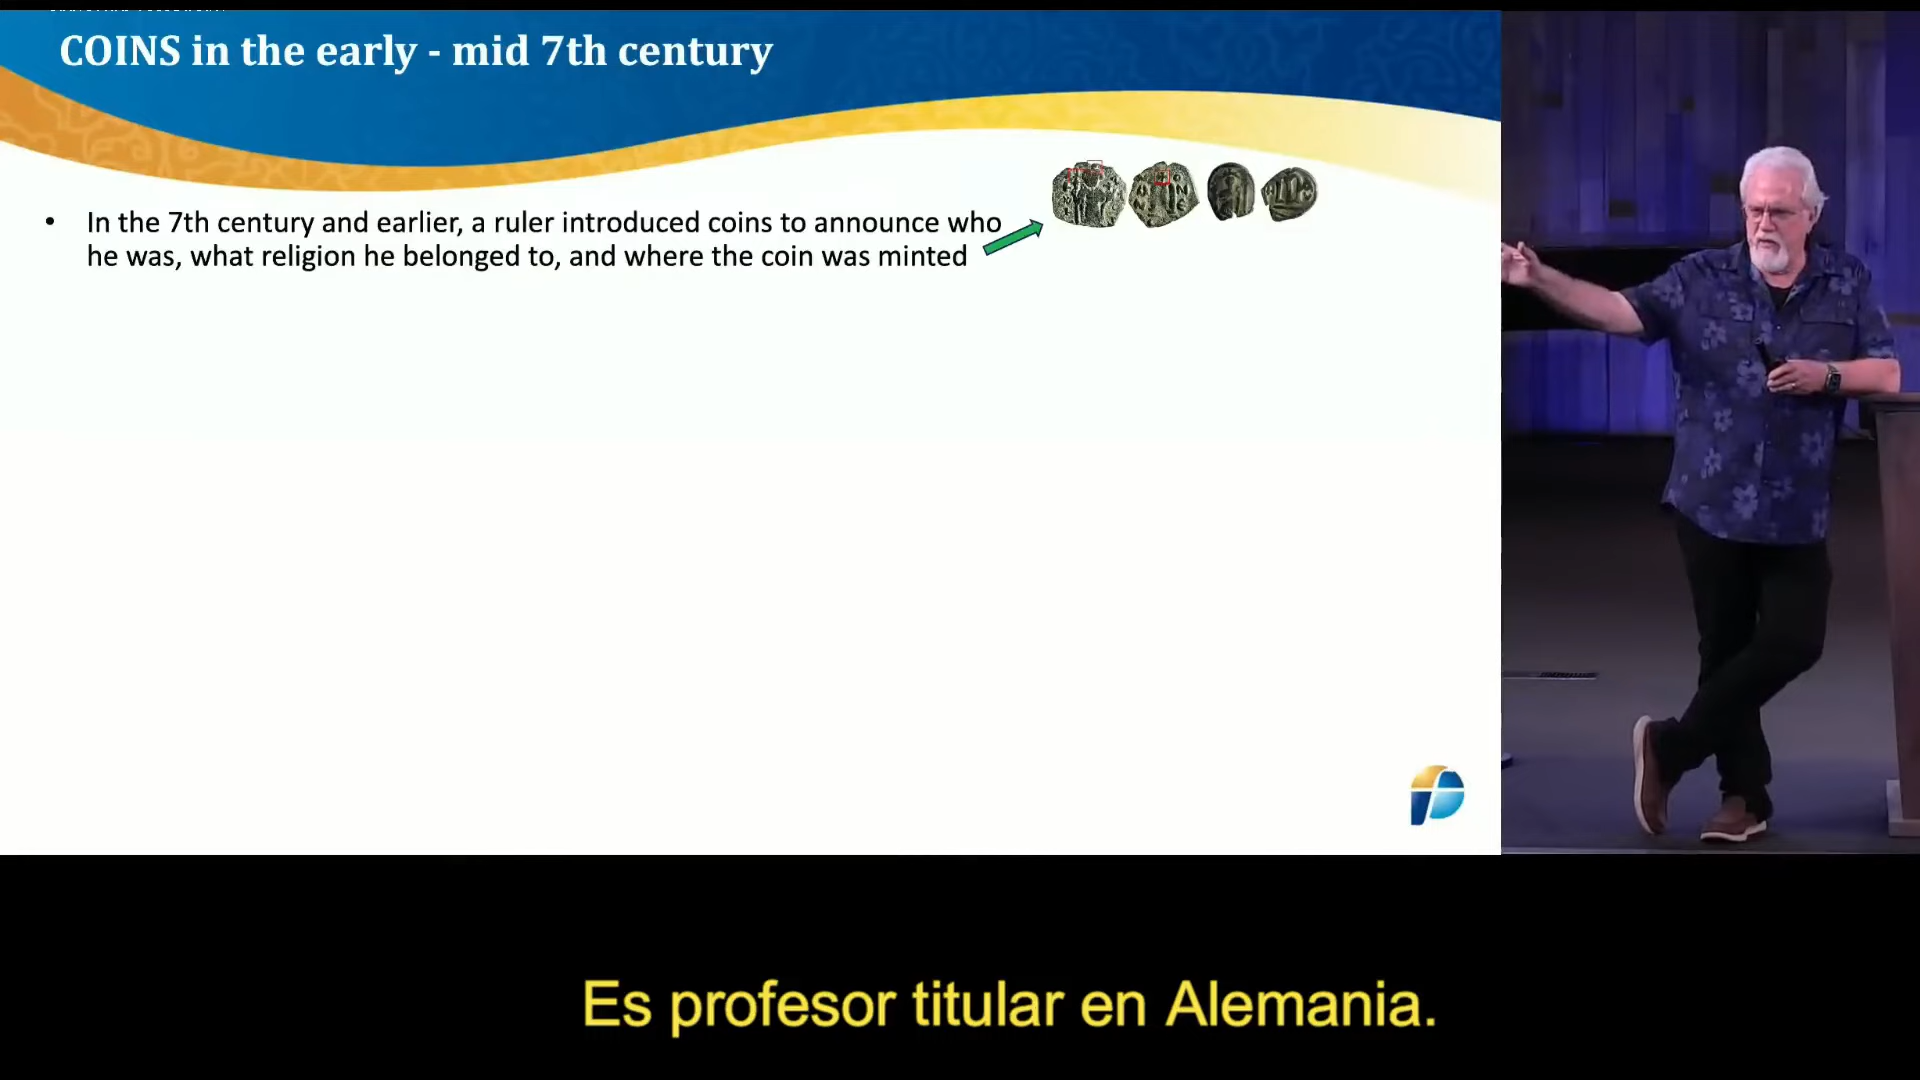 COINS in the early - mid 7th century
• In the 7th century and earlier, a ruler introduced coins to announce who
he was, what religion he belonged to, and where the coin was minted
Es profesor titular en Alemania.